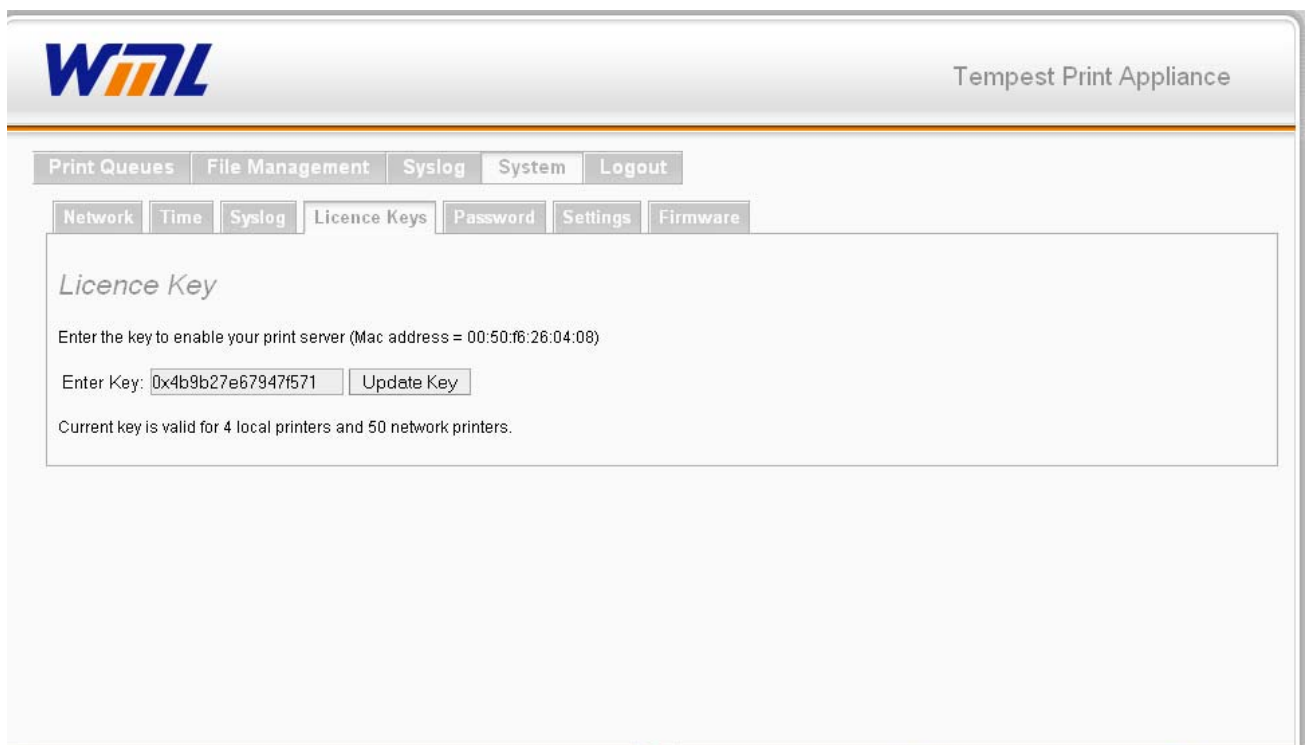 WML
Tempest Print Appliance
Print Queues File Management Syslog System Logout
Network Time Syslog Licence Keys Password Settings Firmware
Licence Key
Enter the key to enable your print server (Mac address = 00:50:f6:26:04:08)
Enter Key: 0x4b9b27e67947f571 Update Key
Current key is valid for 4 local printers and 50 network printers.